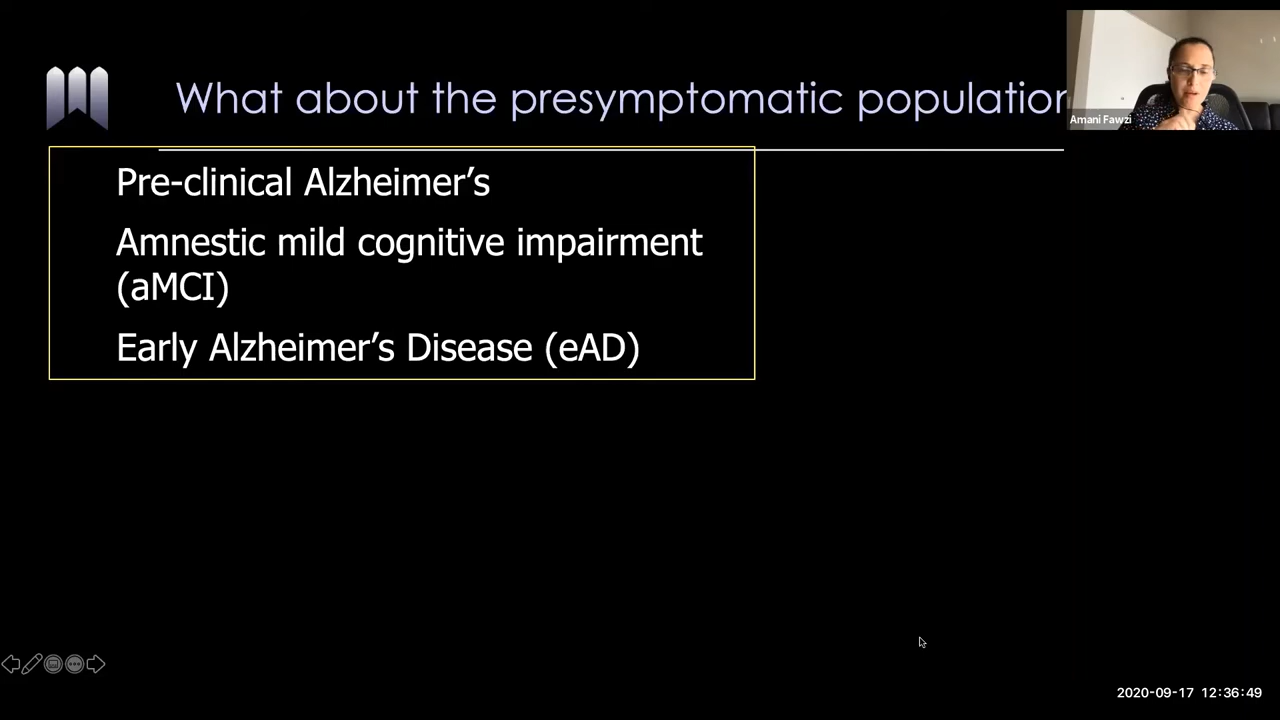 What about the presymptomatic population
Amani Fawzi
Pre-clinical Alzheimer’s
Amnestic mild cognitive impairment
(aMCI)
Early Alzheimer’s Disease (eAD)
2020-09-17 12:36:49